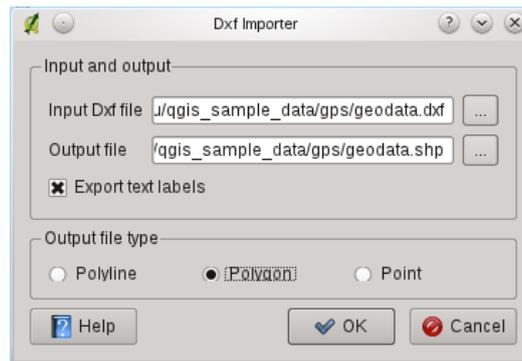 Dxf Importer
Input and output
Input Dxf file u/qgis_sample_data/gps/geodata.dxf ...
Output file /qgis_sample_data/gps/geodata.shp ...
Export text labels
Output file type
Polyline Polygon Point
Help OK Cancel